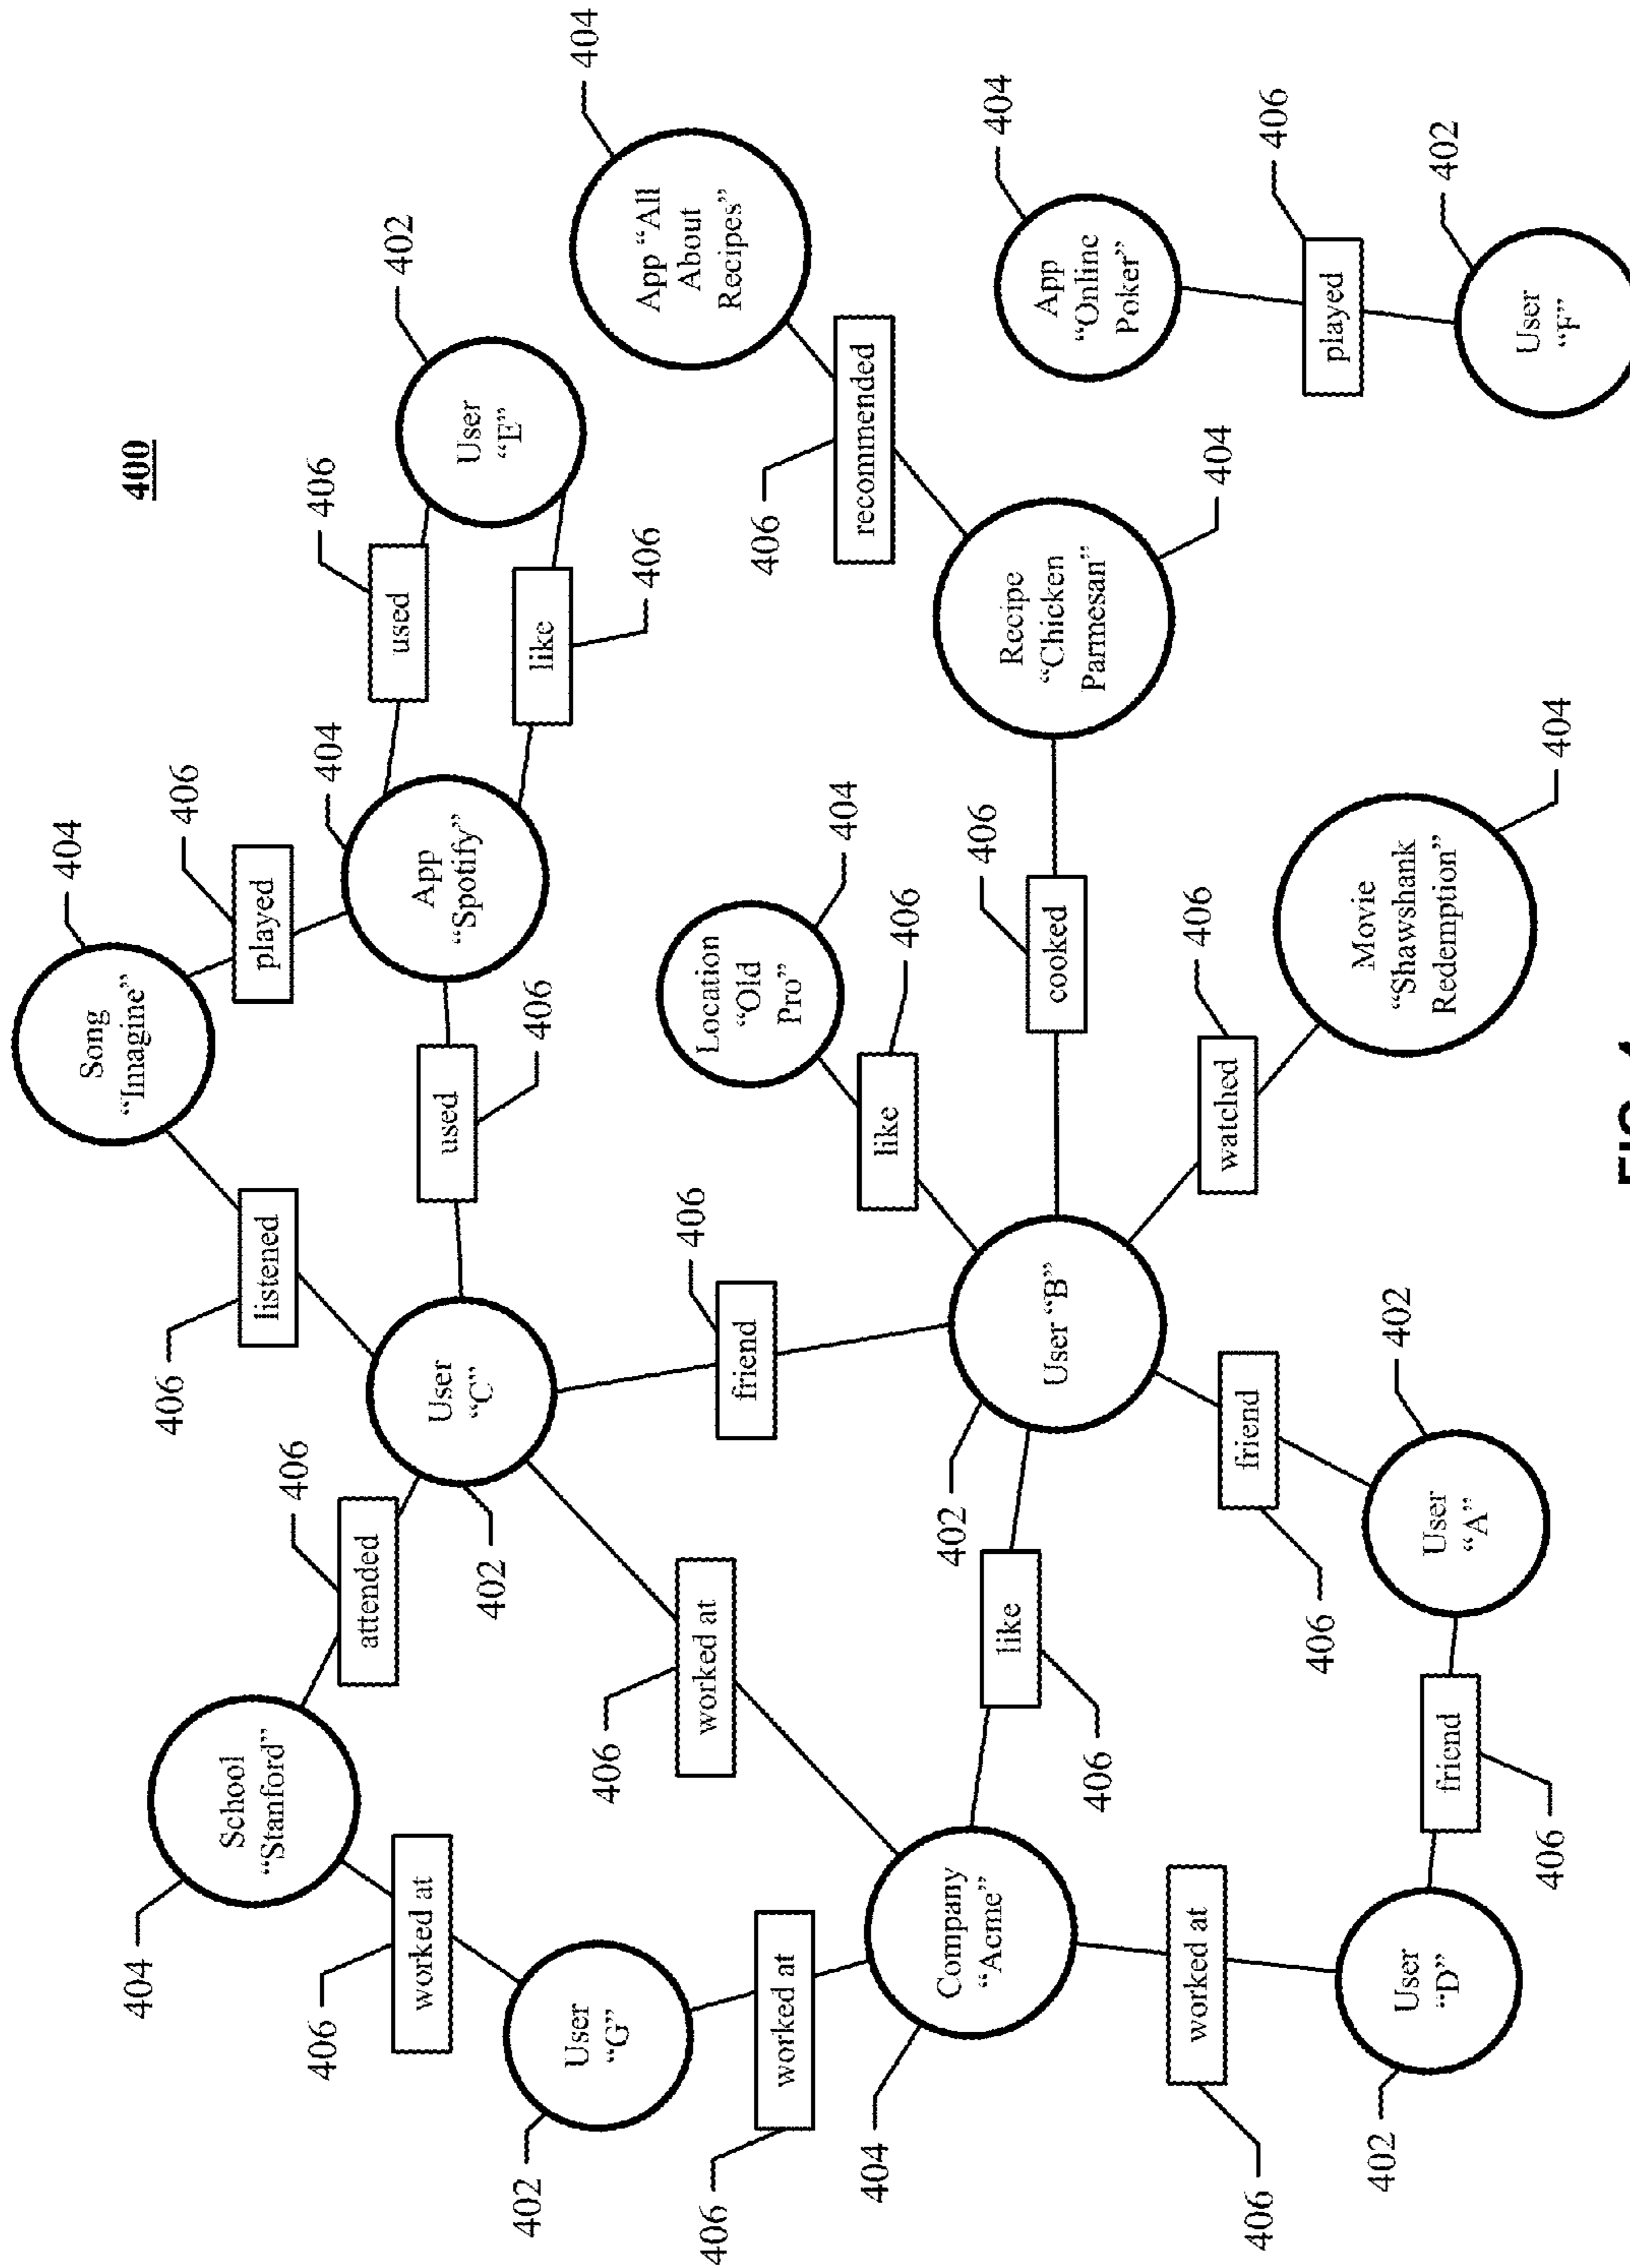 400
404
School
"Stanford"
406
attended
406
listened
404
Song
"Imagine"
406
played
406
worked at
402
User
"G"
402
User
"C"
406
used
404
App
"Spotify"
406
used
406
like
402
User
"E"
406
worked at
406
worked at
406
friend
406
like
404
Location
"Old
Pro"
404
App "All
About
Recipes"
406
recommended
404
Company
"Acme"
406
like
402
User "B"
406
cooked
404
Recipe
"Chicken
Parmesan"
404
App
"Online
Poker"
406
worked at
406
friend
406
watched
406
played
402
User
"D"
406
friend
402
User
"A"
404
Movie
"Shawshank
Redemption"
402
User
"F"
FIG. 4